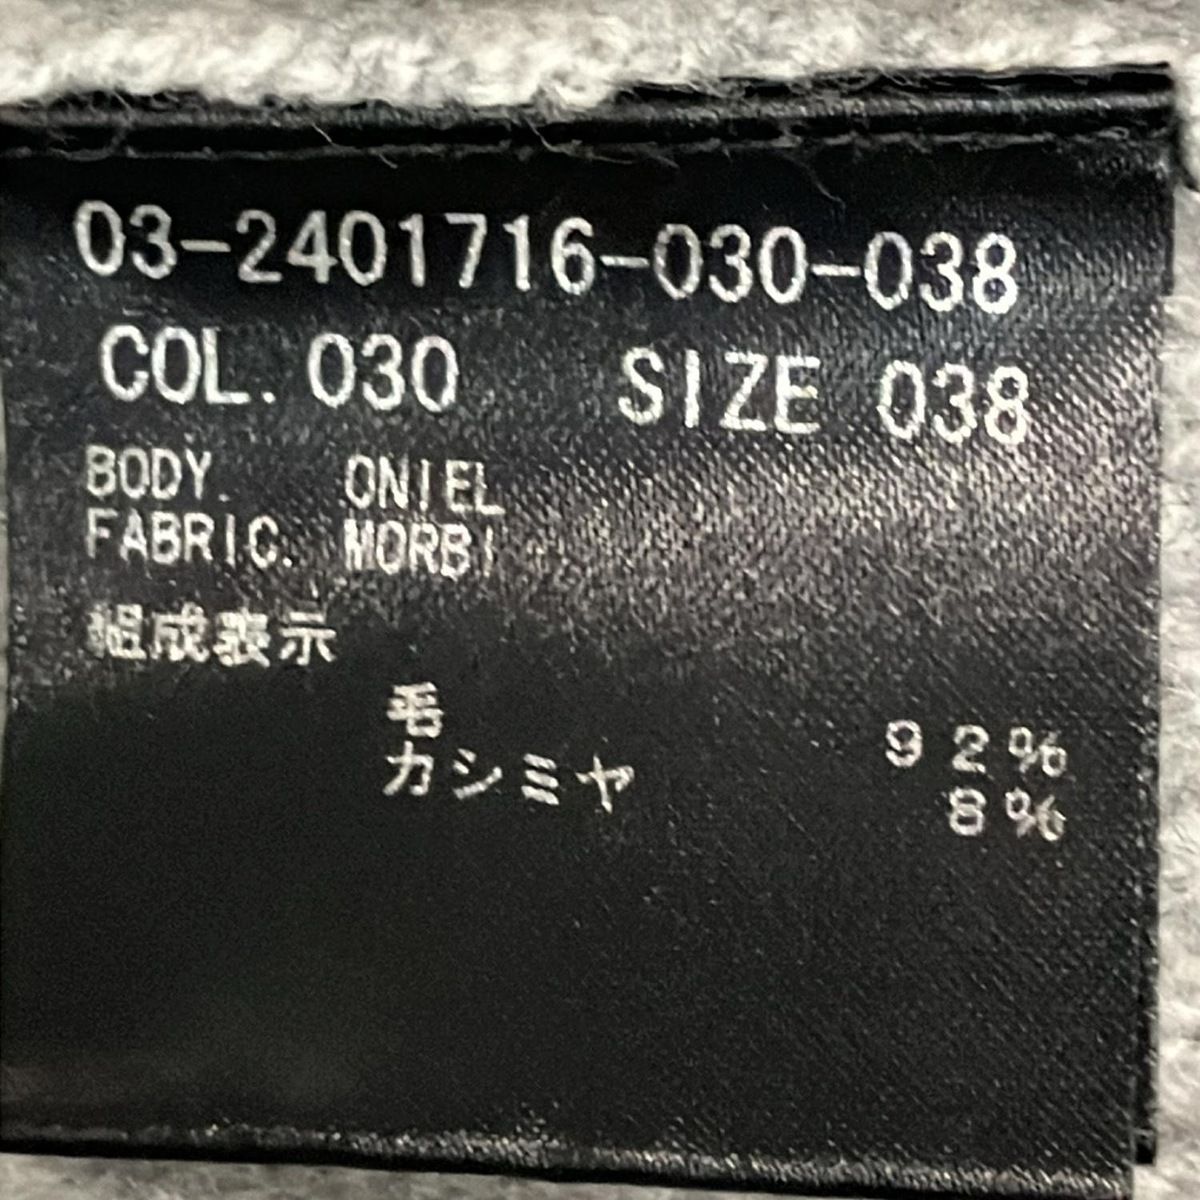 03-2401716-030-038
COL. 030 SIZE 038
BODY. ONIEL
FABRIC. MORBI
組成表示
毛 92%
カシミヤ 8%